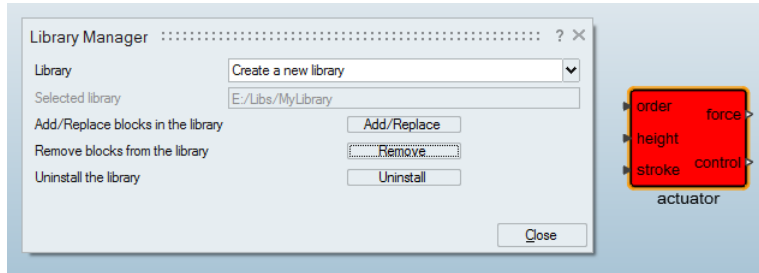 Library Manager ? ×
Library Create a new library
Selected library E:/Libs/MyLibrary
Add/Replace blocks in the library Add/Replace
Remove blocks from the library Remove
Uninstall the library Uninstall
Close
order force
height
stroke control
actuator